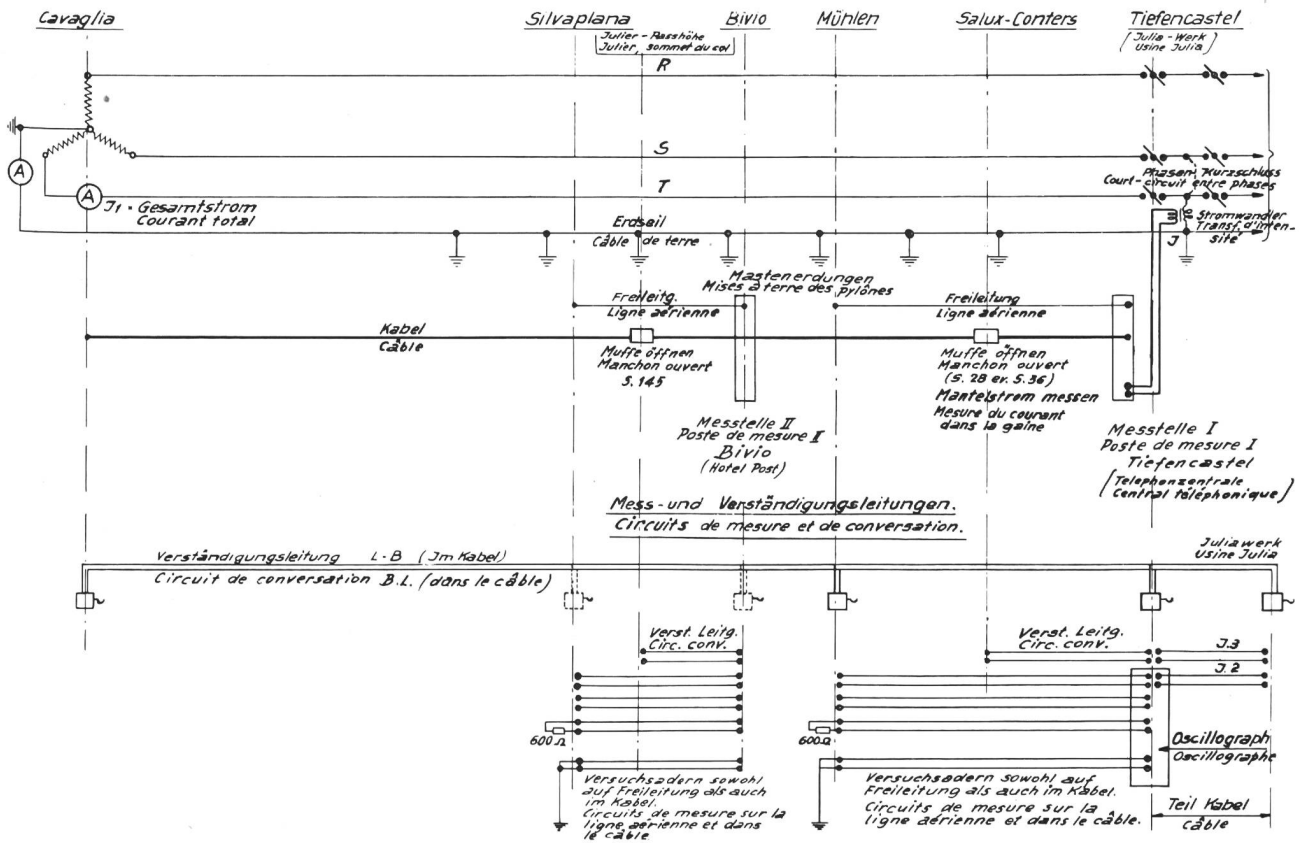 Cavaglia
Silvaplana
Bivio
Mühlen
Salux-Conters
Tiefencastel
Julier-Passhöhe
Julier, sommet du col
(Julia-Werk
Usine Julia)
R
S
T
A
A
J1 = Gesamtstrom
Courant total
Phasen-Kurzschluss
Court-circuit entre phases
Erdseil
Câble de terre
Stromwandler
Transf. d'inten-
sité
J
Mastenerdungen
Mises à terre des pylônes
Freileitg.
Ligne aérienne
Freileitung
Ligne aérienne
Kabel
Câble
Muffe öffnen
Manchon ouvert
S. 145
Muffe öffnen
Manchon ouvert
(S. 28 ev. S. 36)
Mantelstrom messen
Mesure du courant
dans la gaîne
Messtelle II
Poste de mesure II
Bivio
(Hotel Post)
Messtelle I
Poste de mesure I
Tiefencastel
(Telephonzentrale
Central téléphonique)
Mess- und Verständigungsleitungen.
Circuits de mesure et de conversation.
Verständigungsleitung L-B (Jm Kabel)
Circuit de conversation B.L. (dans le câble)
Juliawerk
Usine Julia
Verst. Leitg.
Circ. conv.
Verst. Leitg.
Circ. conv.
J.3
J.2
600 Ω
600 Ω
Oscillograph
Oscillographe
Versuchsadern sowohl
auf Freileitung als auch
im Kabel.
Circuits de mesure sur la
ligne aérienne et dans
le câble
Versuchsadern sowohl auf
Freileitung als auch im Kabel.
Circuits de mesure sur la
ligne aérienne et dans le câble.
Teil Kabel
câble